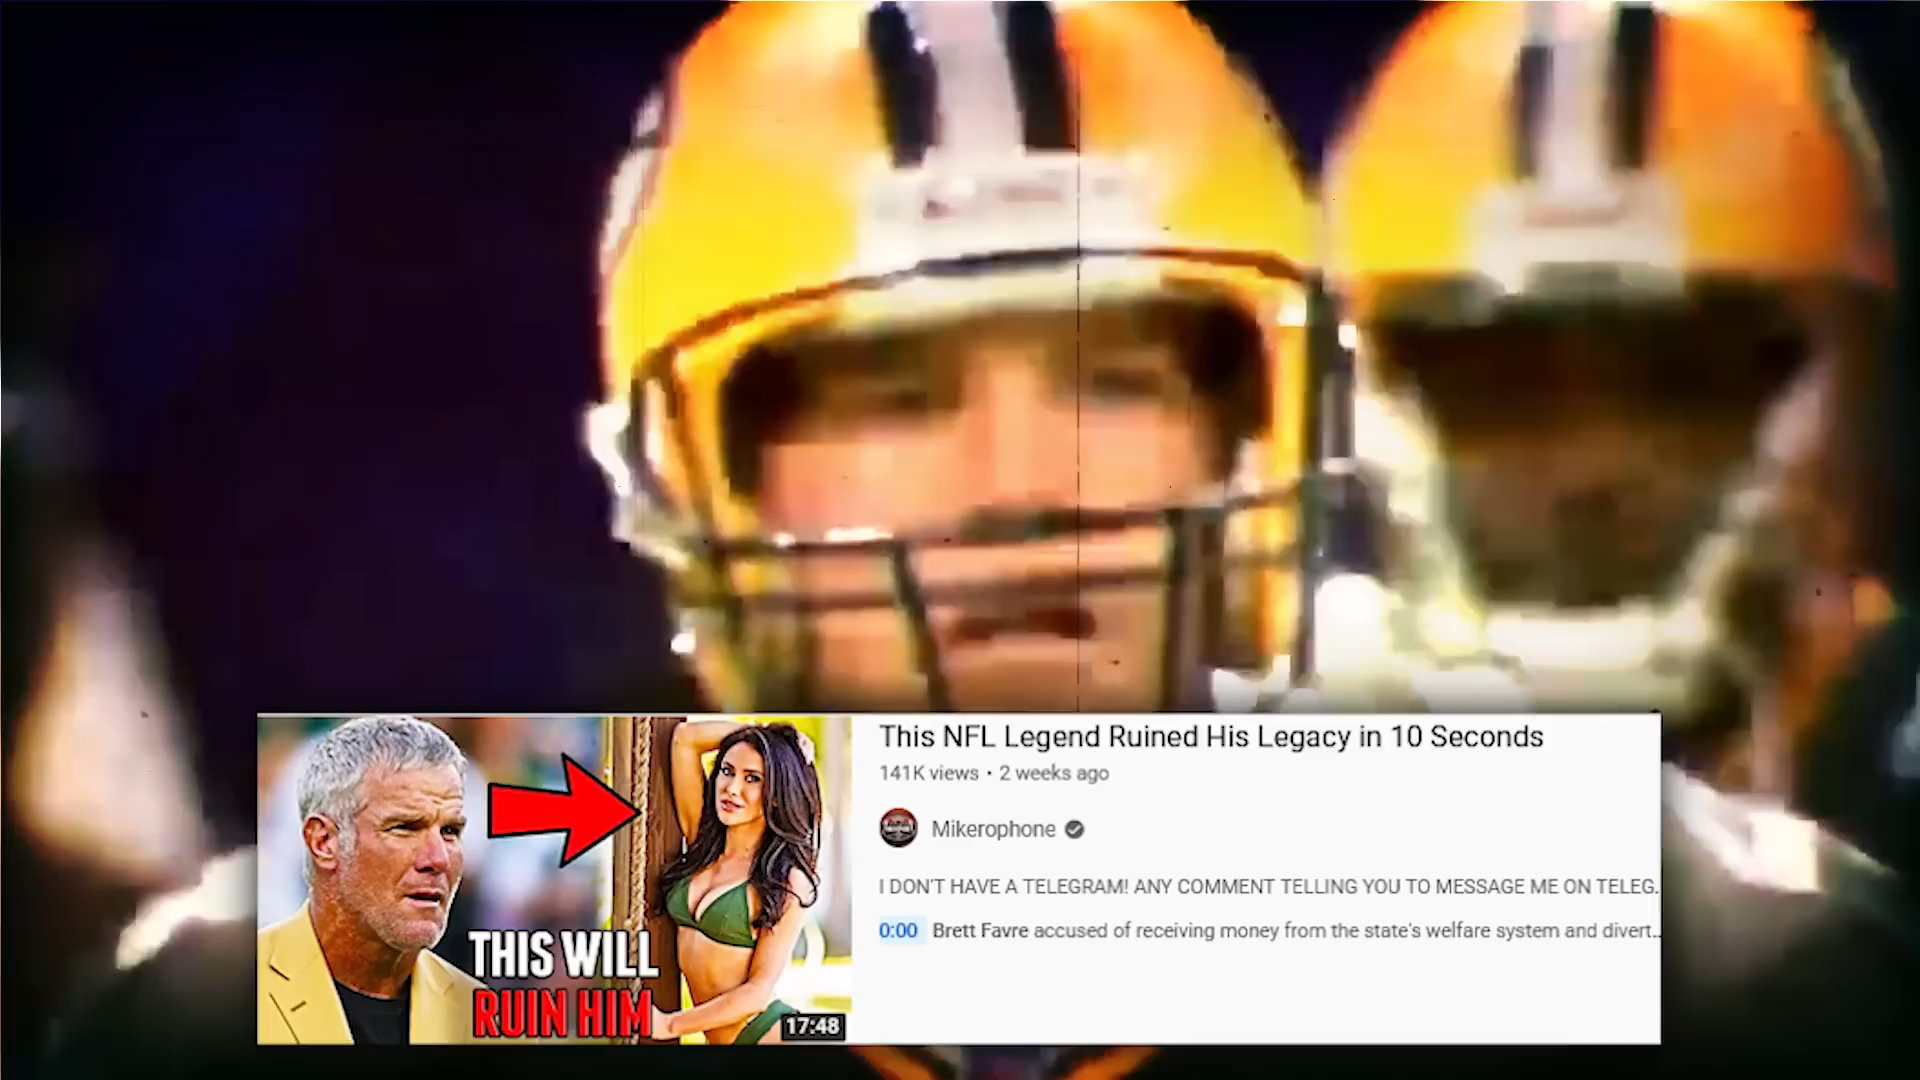 This NFL Legend Ruined His Legacy in 10 Seconds
141K views • 2 weeks ago
Mikerophone
I DON'T HAVE A TELEGRAM! ANY COMMENT TELLING YOU TO MESSAGE ME ON TELEG.
0:00 Brett Favre accused of receiving money from the state's welfare system and divert..
THIS WILL
RUIN HIM
17:48